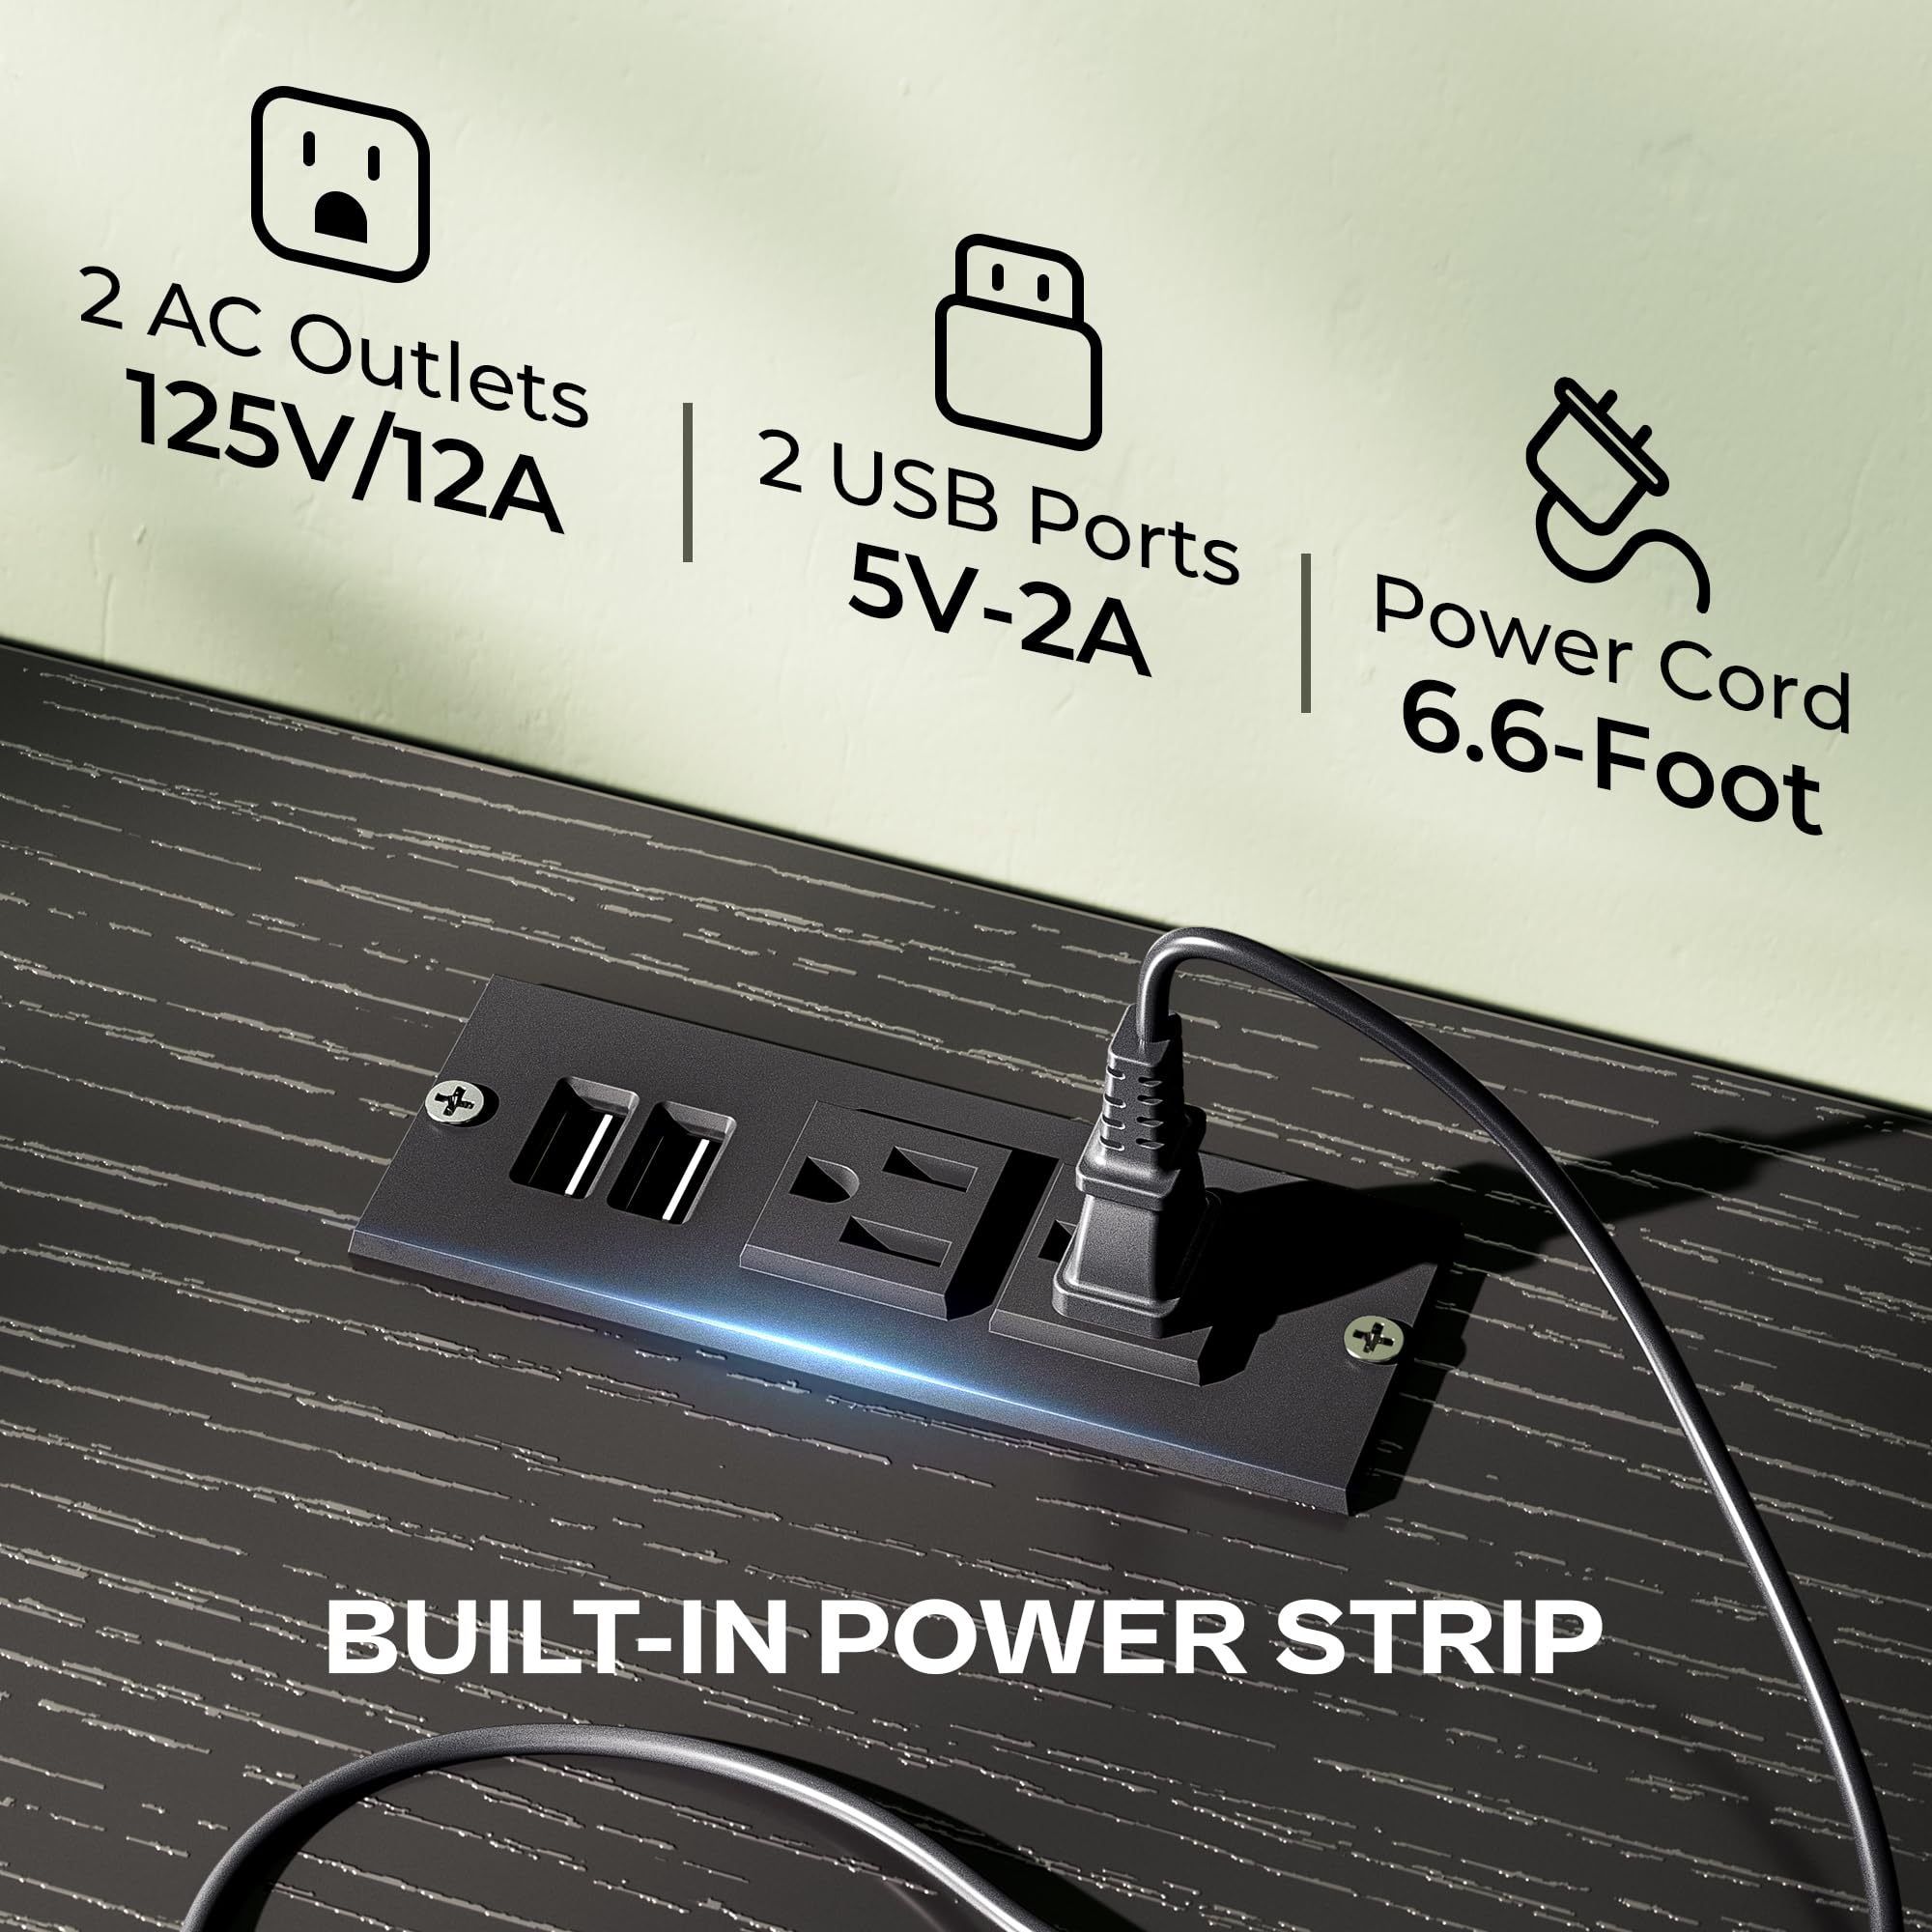 2 AC Outlets
125V/12A
2 USB Ports
5V-2A
Power Cord
6.6-Foot
BUILT-IN POWER STRIP